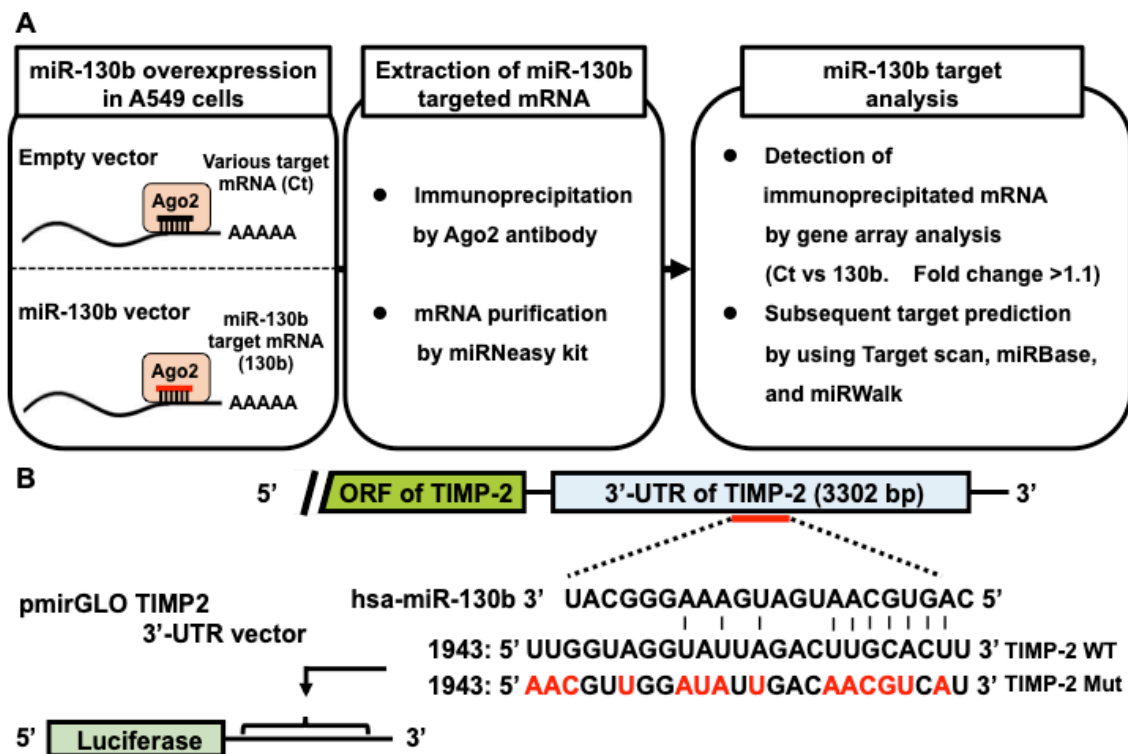 A
miR-130b overexpression
in A549 cells
Empty vector
Various target
mRNA (Ct)
Ago2
AAAAA
miR-130b vector
miR-130b
target mRNA
(130b)
Ago2
AAAAA
Extraction of miR-130b
targeted mRNA
● Immunoprecipitation
by Ago2 antibody
● mRNA purification
by miRNeasy kit
miR-130b target
analysis
● Detection of
immunoprecipitated mRNA
by gene array analysis
(Ct vs 130b. Fold change >1.1)
● Subsequent target prediction
by using Target scan, miRBase,
and miRWalk
B
5’ ORF of TIMP-2 3’-UTR of TIMP-2 (3302 bp) 3’
hsa-miR-130b 3’ UACGGGAAAGUAGUAACGUGAC 5’
1943: 5’ UUGGUAGGUAUUAGACUUGCACUU 3’ TIMP-2 WT
1943: 5’ AACGUUGGAUAUUGACAACGUCAU 3’ TIMP-2 Mut
pmirGLO TIMP2
3’-UTR vector
5’ Luciferase 3’